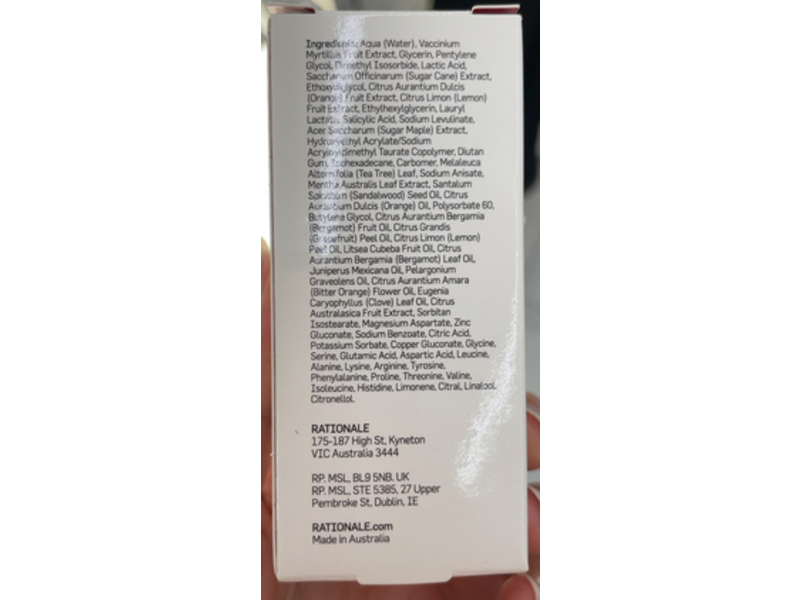 Ingredients: Aqua (Water), Vaccinium
Myrtillus Fruit Extract, Glycerin, Pentylene
Glycol, Dimethyl Isosorbide, Lactic Acid,
Saccharum Officinarum (Sugar Cane) Extract,
Ethoxydiglycol, Citrus Aurantium Dulcis
(Orange) Fruit Extract, Citrus Limon (Lemon)
Fruit Extract, Ethylhexylglycerin, Lauryl
Lactate, Salicylic Acid, Sodium Levulinate,
Acer Saccharum (Sugar Maple) Extract,
Hydroxyethyl Acrylate/Sodium
Acryloyldimethyl Taurate Copolymer, Diutan
Gum, Isohexadecane, Carbomer, Melaleuca
Alternifolia (Tea Tree) Leaf, Sodium Anisate,
Mentha Australis Leaf Extract, Santalum
Spicatum (Sandalwood) Seed Oil, Citrus
Aurantium Dulcis (Orange) Oil, Polysorbate 60,
Butylene Glycol, Citrus Aurantium Bergamia
(Bergamot) Fruit Oil, Citrus Grandis
(Grapefruit) Peel Oil, Citrus Limon (Lemon)
Peel Oil, Litsea Cubeba Fruit Oil, Citrus
Aurantium Bergamia (Bergamot) Leaf Oil,
Juniperus Mexicana Oil, Pelargonium
Graveolens Oil, Citrus Aurantium Amara
(Bitter Orange) Flower Oil, Eugenia
Caryophyllus (Clove) Leaf Oil, Citrus
Australasica Fruit Extract, Sorbitan
Isostearate, Magnesium Aspartate, Zinc
Gluconate, Sodium Benzoate, Citric Acid,
Potassium Sorbate, Copper Gluconate, Glycine,
Serine, Glutamic Acid, Aspartic Acid, Leucine,
Alanine, Lysine, Arginine, Tyrosine,
Phenylalanine, Proline, Threonine, Valine,
Isoleucine, Histidine, Limonene, Citral, Linalool,
Citronellol.
RATIONALE
175-187 High St, Kyneton
VIC Australia 3444
RP. MSL, BL9 5NB. UK
RP. MSL, STE 5385, 27 Upper
Pembroke St, Dublin, IE
RATIONALE.com
Made in Australia